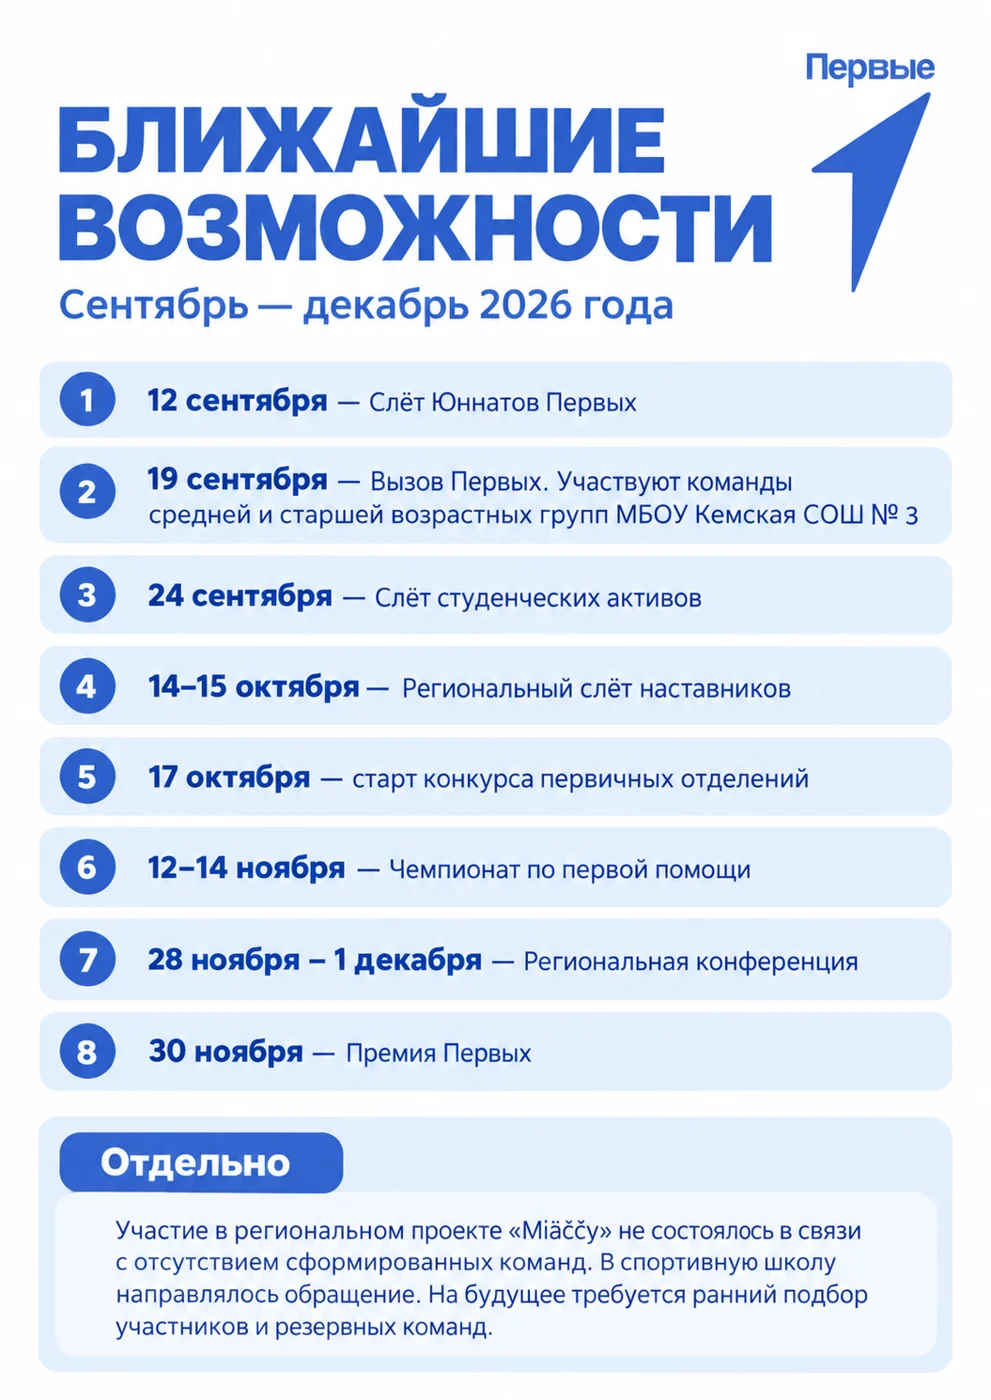 Первые
БЛИЖАЙШИЕ
ВОЗМОЖНОСТИ
Сентябрь — декабрь 2026 года
1 12 сентября — Слёт Юннатов Первых
2 19 сентября — Вызов Первых. Участвуют команды
средней и старшей возрастных групп МБОУ Кемская СОШ № 3
3 24 сентября — Слёт студенческих активов
4 14–15 октября — Региональный слёт наставников
5 17 октября — старт конкурса первичных отделений
6 12–14 ноября — Чемпионат по первой помощи
7 28 ноября – 1 декабря — Региональная конференция
8 30 ноября — Премия Первых
Отдельно
Участие в региональном проекте «Miäččy» не состоялось в связи
с отсутствием сформированных команд. В спортивную школу
направлялось обращение. На будущее требуется ранний подбор
участников и резервных команд.